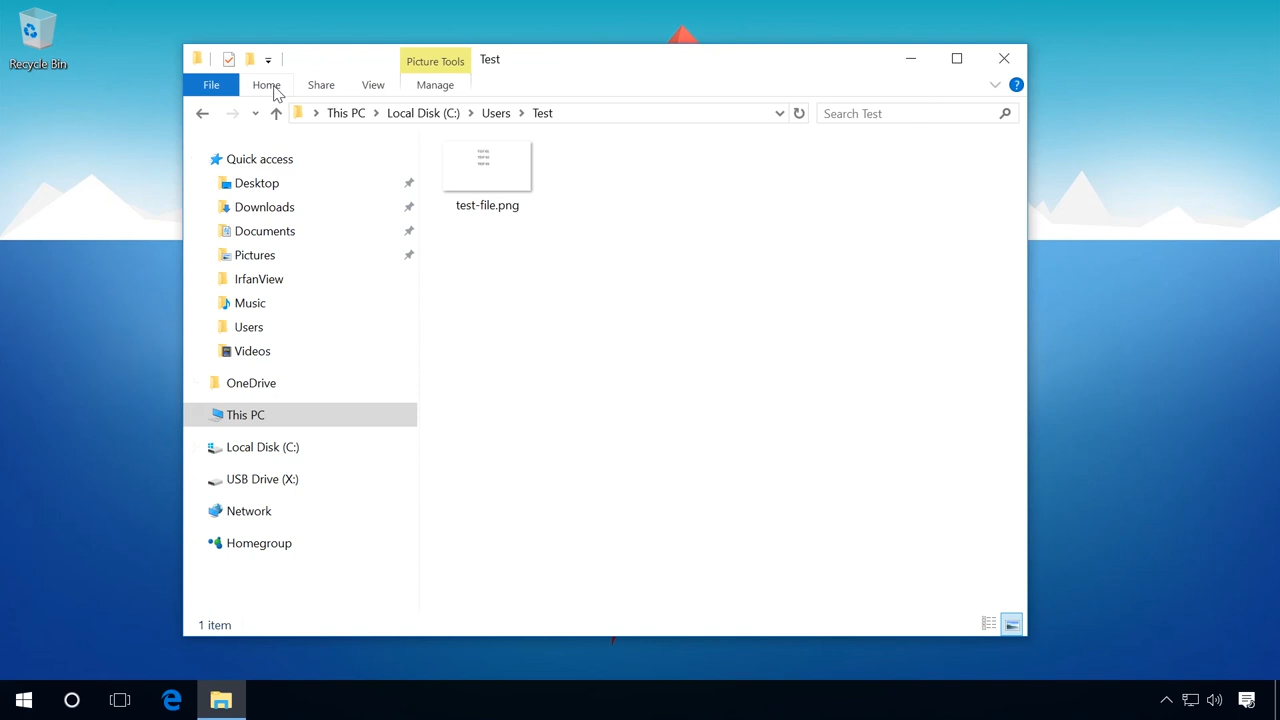 Recycle Bin
Picture Tools
Test
File
Home
Share
View
Manage
This PC
Local Disk (C:)
Users
Test
Search Test
Quick access
Desktop
Downloads
Documents
Pictures
IrfanView
Music
Users
Videos
OneDrive
This PC
Local Disk (C:)
USB Drive (X:)
Network
Homegroup
test-file.png
1 item